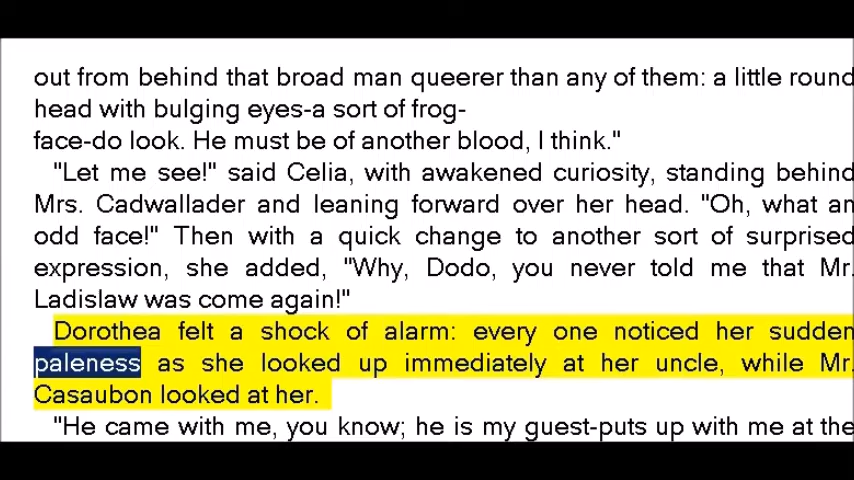 out from behind that broad man queerer than any of them: a little round
head with bulging eyes-a sort of frog-
face-do look. He must be of another blood, I think."
"Let me see!" said Celia, with awakened curiosity, standing behind
Mrs. Cadwallader and leaning forward over her head. "Oh, what an
odd face!" Then with a quick change to another sort of surprised
expression, she added, "Why, Dodo, you never told me that Mr.
Ladislaw was come again!"
Dorothea felt a shock of alarm: every one noticed her sudden
paleness as she looked up immediately at her uncle, while Mr.
Casaubon looked at her.
"He came with me, you know; he is my guest-puts up with me at the